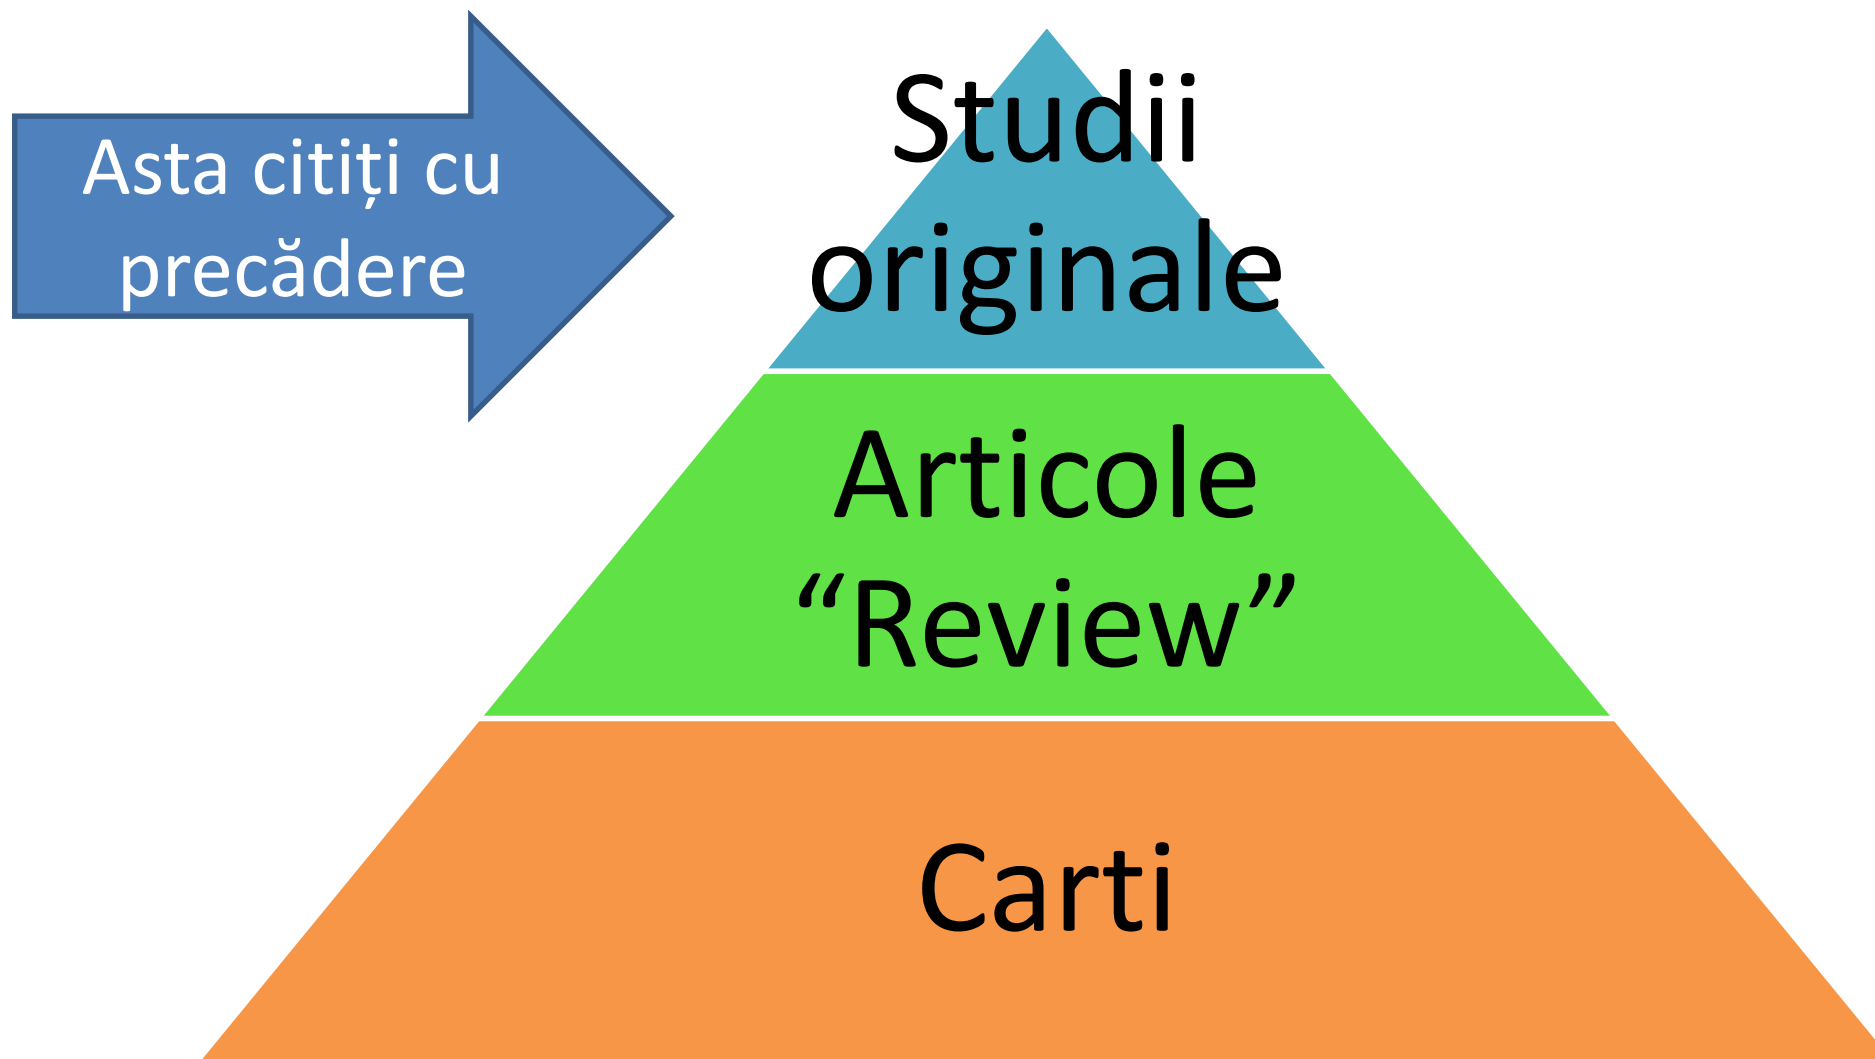 Asta citiți cu
precădere
Studii
originale
Articole
“Review”
Carti